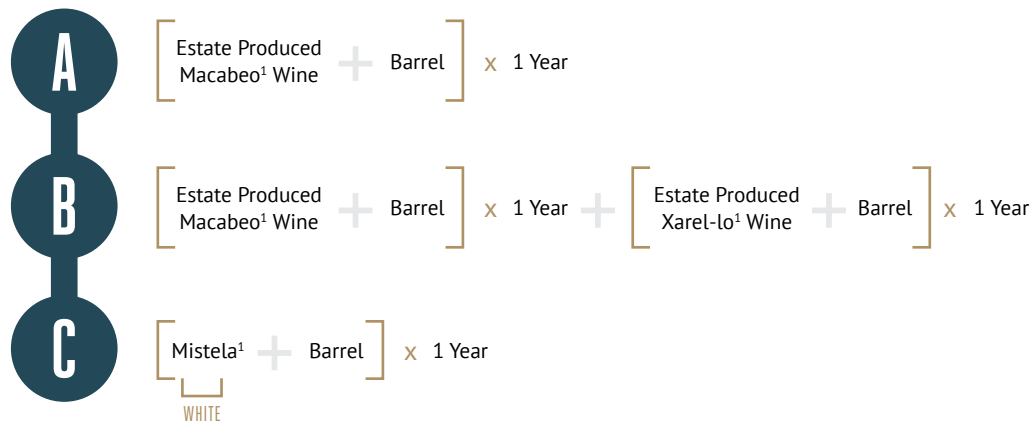 A
Estate Produced
Macabeo¹ Wine + Barrel x 1 Year
B
Estate Produced
Macabeo¹ Wine + Barrel x 1 Year + Estate Produced
Xarel-lo¹ Wine + Barrel x 1 Year
C
Mistela¹ + Barrel x 1 Year
WHITE